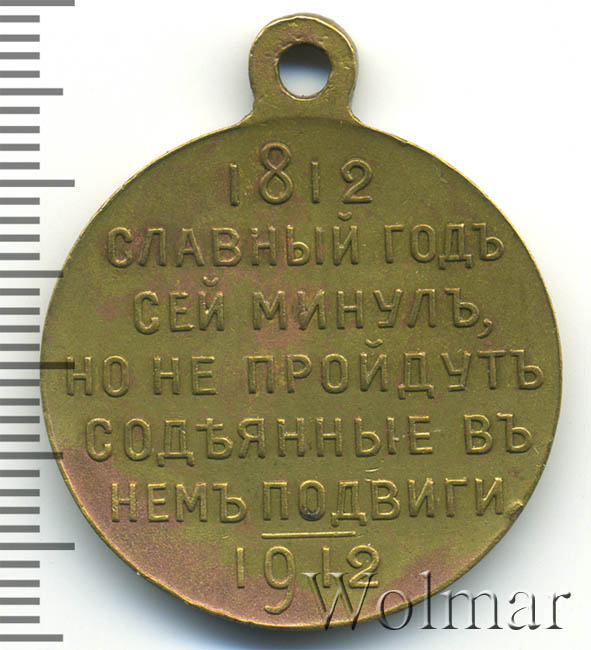 1812
СЛАВНЫЙ ГОДЪ
СЕЙ МИНУЛЪ,
НО НЕ ПРОЙДУТЪ
СОДѢЯННЫЕ ВЪ
НЕМЪ ПОДВИГИ
1912
Wolmar